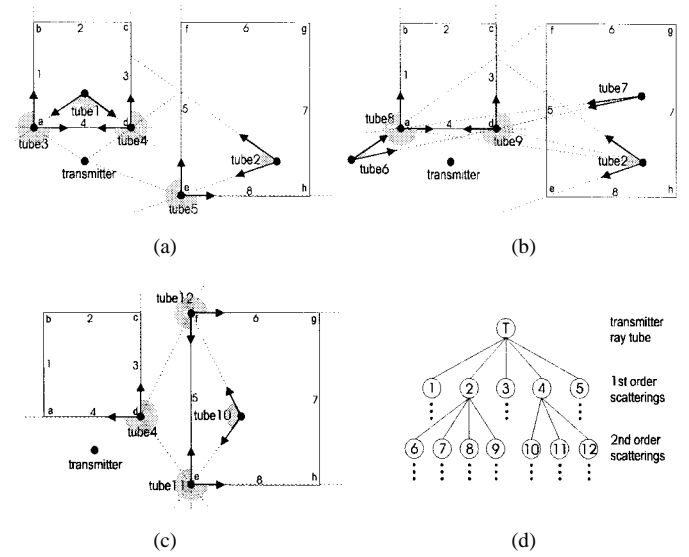 b 2 c f 6 g
1 3 5 7
tube1
a 4 d
tube3 tube4
transmitter
tube2
e 8 h
tube5
(a)
b 2 c f 6 g
1 3 5 7
tube7
tube8
a 4 d
tube9
tube6
transmitter
tube2
e 8 h
(b)
tube12
b 2 c f 6 g
1 3 5 7
a 4 d
tube4
tube10
transmitter
tube11
e 8 h
(c)
T
transmitter
ray tube
1 2 3 4 5
1st order
scatterings
6 7 8 9 10 11 12
2nd order
scatterings
(d)